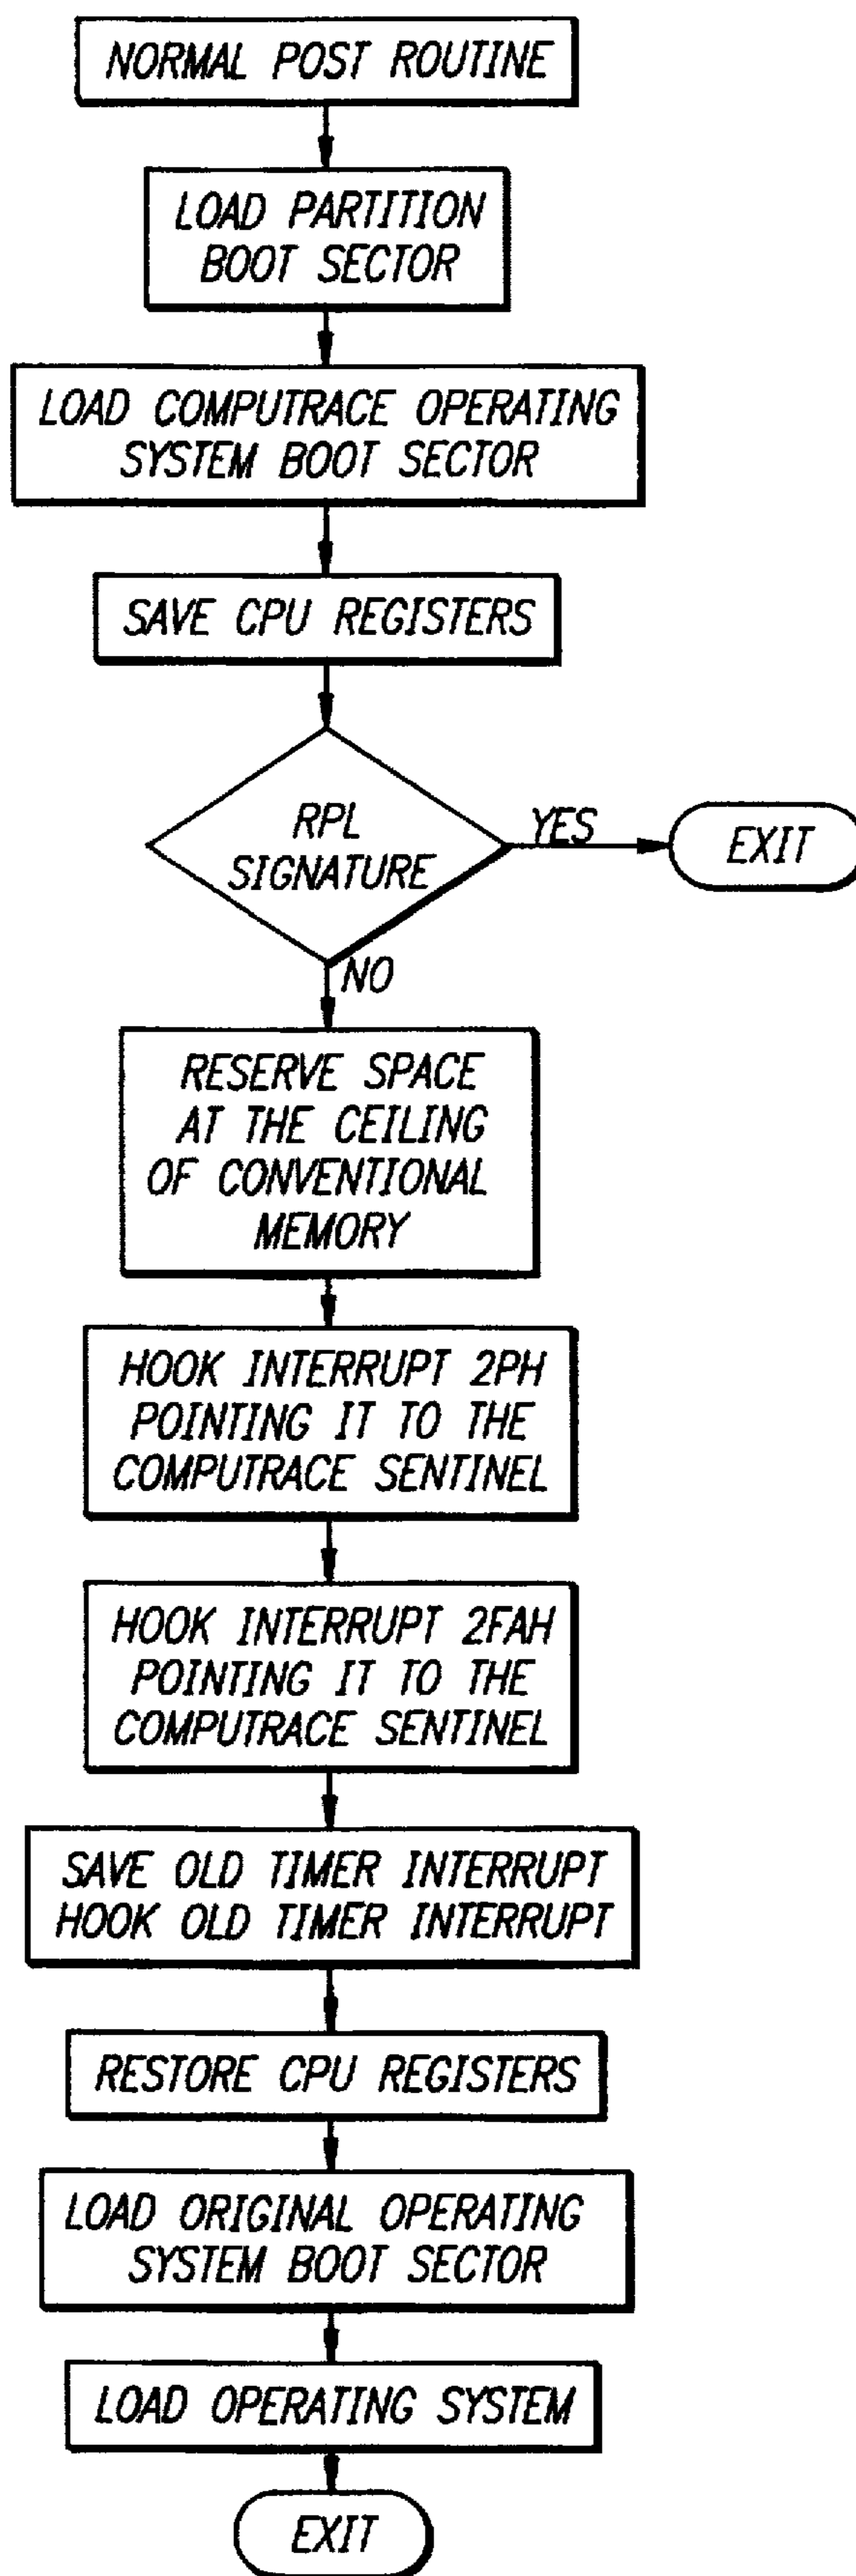 NORMAL POST ROUTINE
LOAD PARTITION
BOOT SECTOR
LOAD COMPUTRACE OPERATING
SYSTEM BOOT SECTOR
SAVE CPU REGISTERS
RPL
SIGNATURE
YES
EXIT
NO
RESERVE SPACE
AT THE CEILING
OF CONVENTIONAL
MEMORY
HOOK INTERRUPT 2PH
POINTING IT TO THE
COMPUTRACE SENTINEL
HOOK INTERRUPT 2FAH
POINTING IT TO THE
COMPUTRACE SENTINEL
SAVE OLD TIMER INTERRUPT
HOOK OLD TIMER INTERRUPT
RESTORE CPU REGISTERS
LOAD ORIGINAL OPERATING
SYSTEM BOOT SECTOR
LOAD OPERATING SYSTEM
EXIT